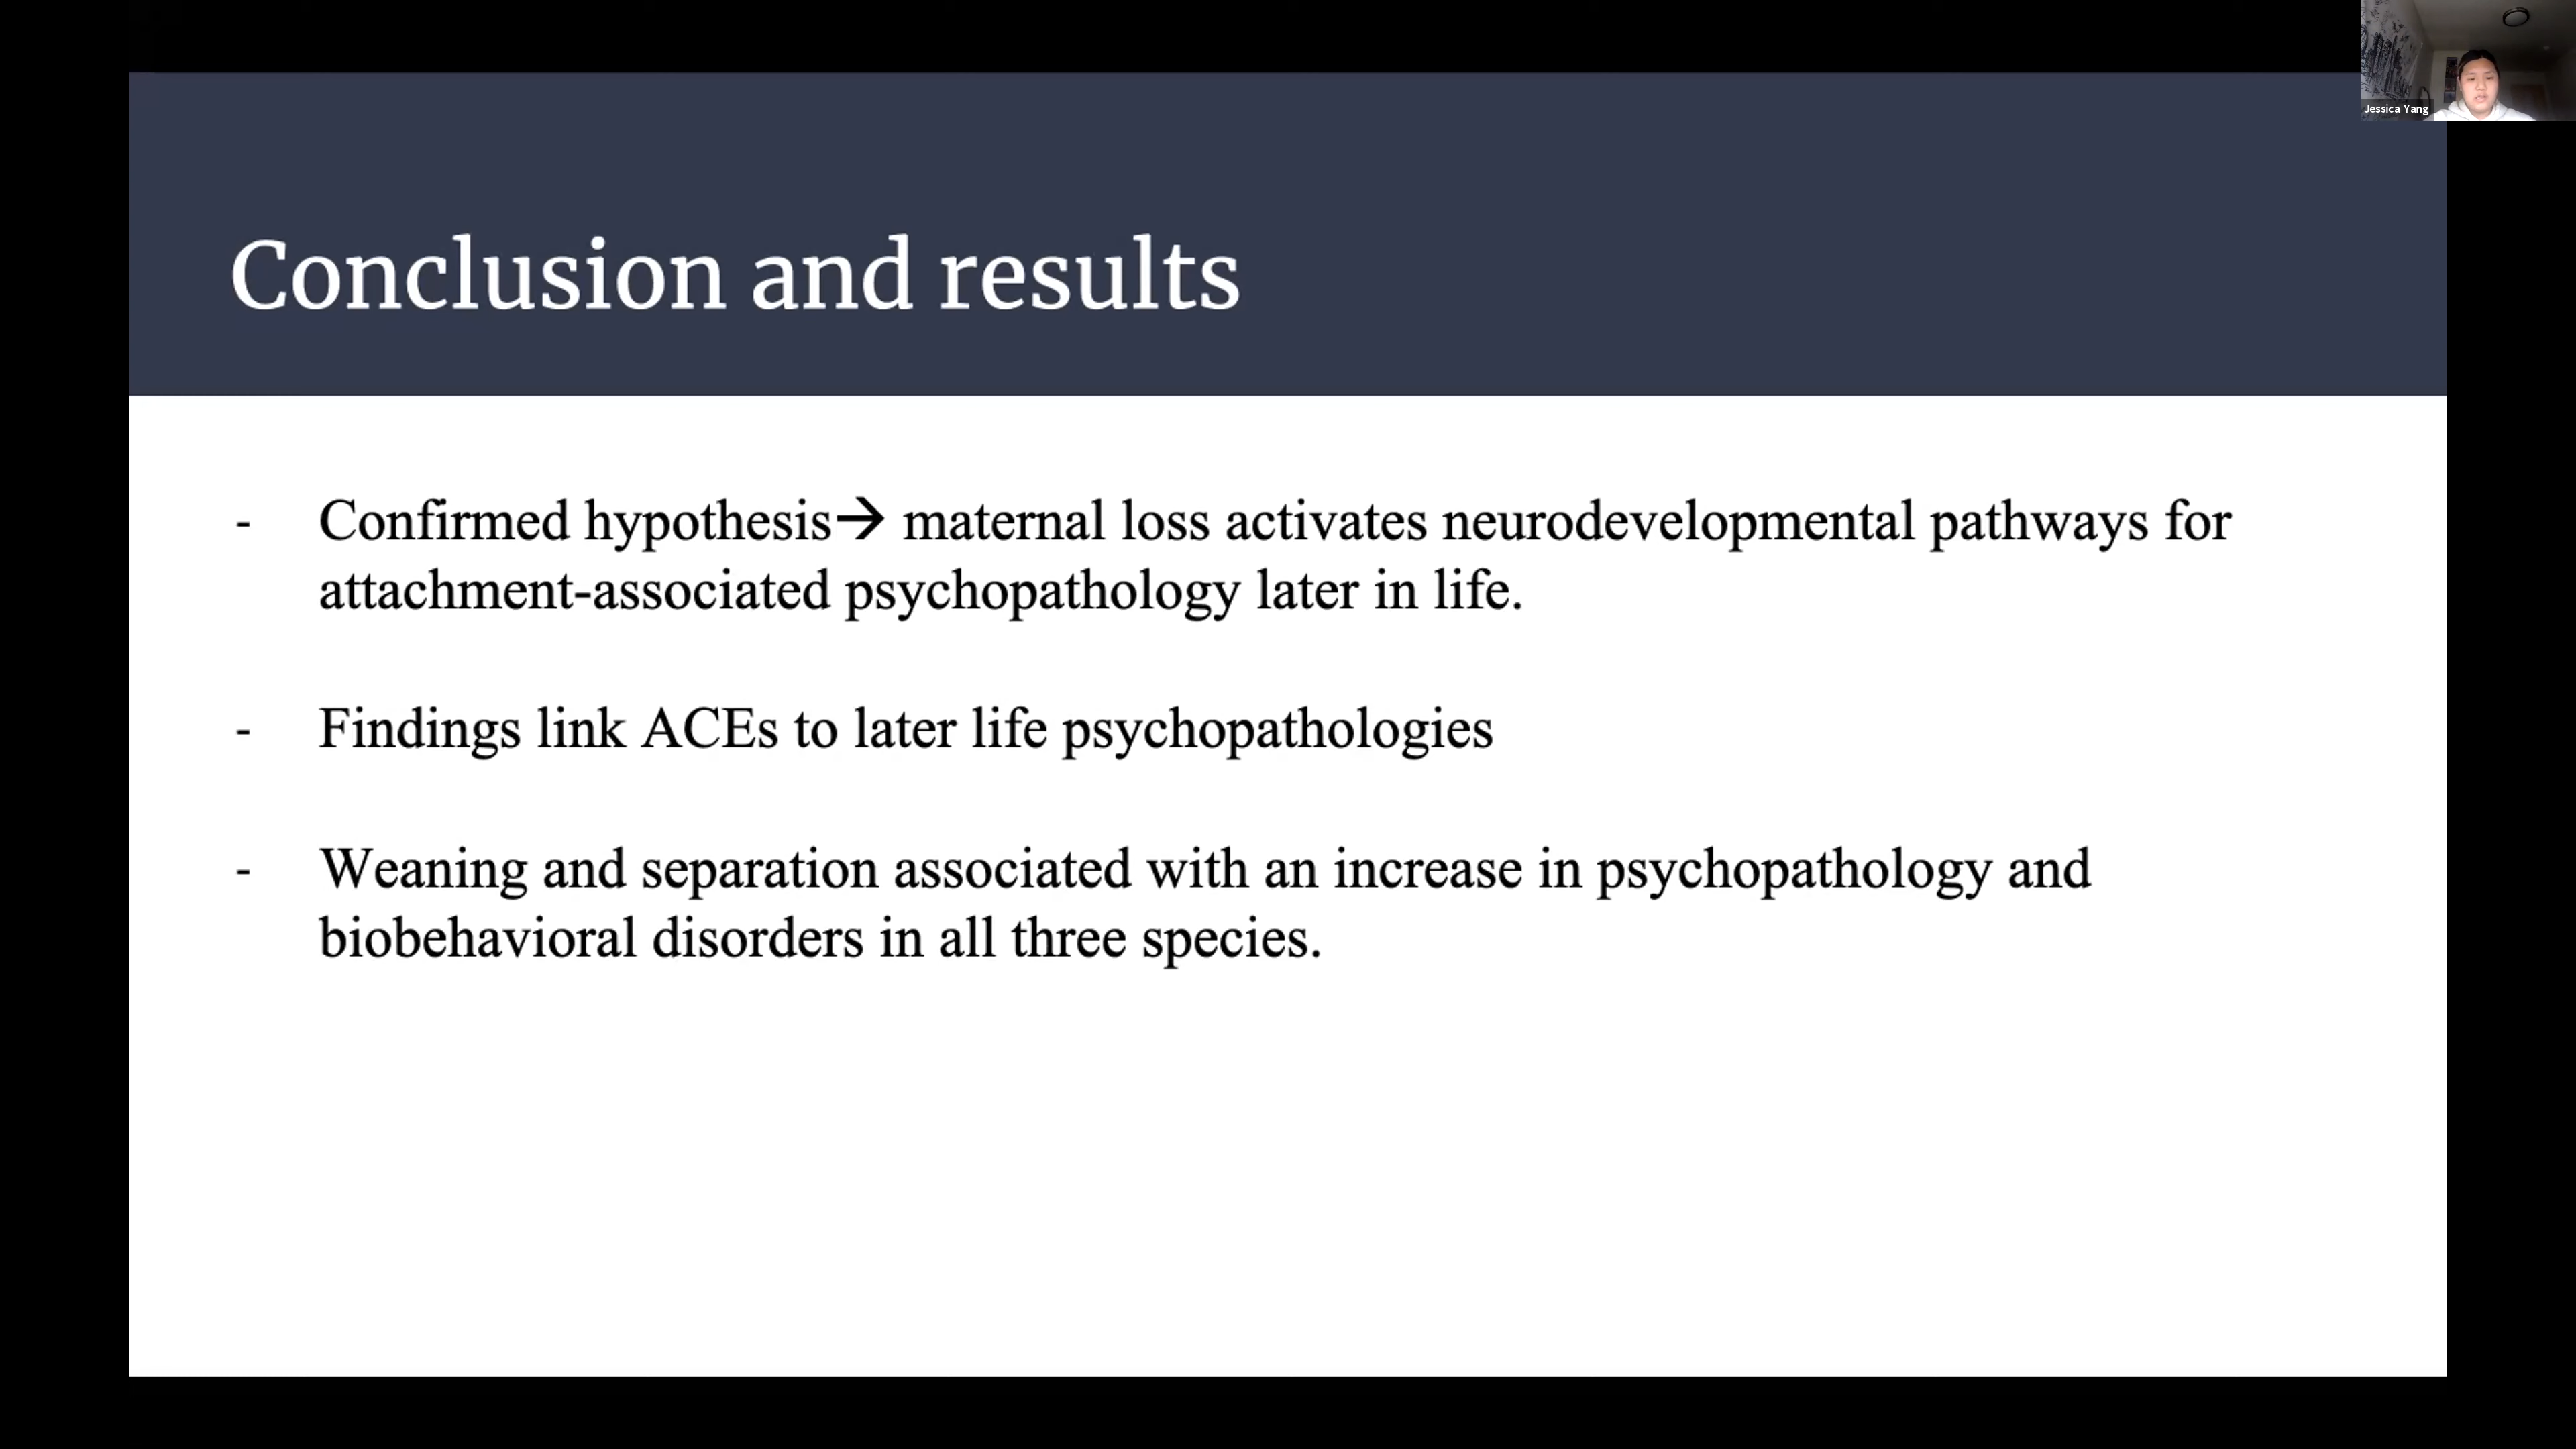 Jessica Yang
Conclusion and results
- Confirmed hypothesis→ maternal loss activates neurodevelopmental pathways for
attachment-associated psychopathology later in life.
- Findings link ACEs to later life psychopathologies
- Weaning and separation associated with an increase in psychopathology and
biobehavioral disorders in all three species.